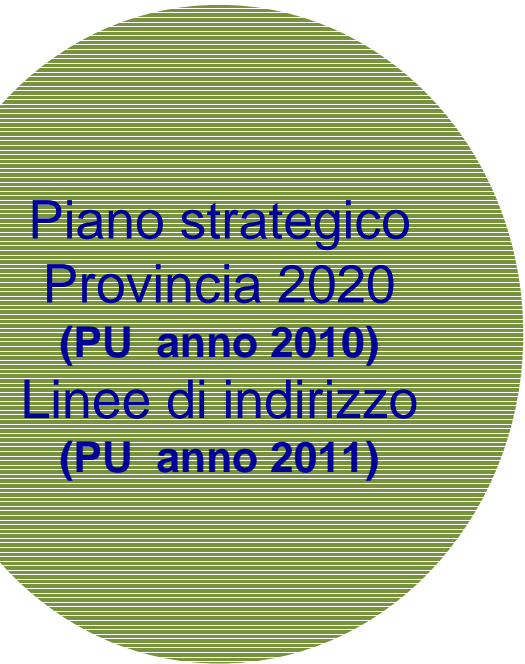 Piano strategico
Provincia 2020
(PU  anno 2010)
Linee di indirizzo
(PU  anno 2011)